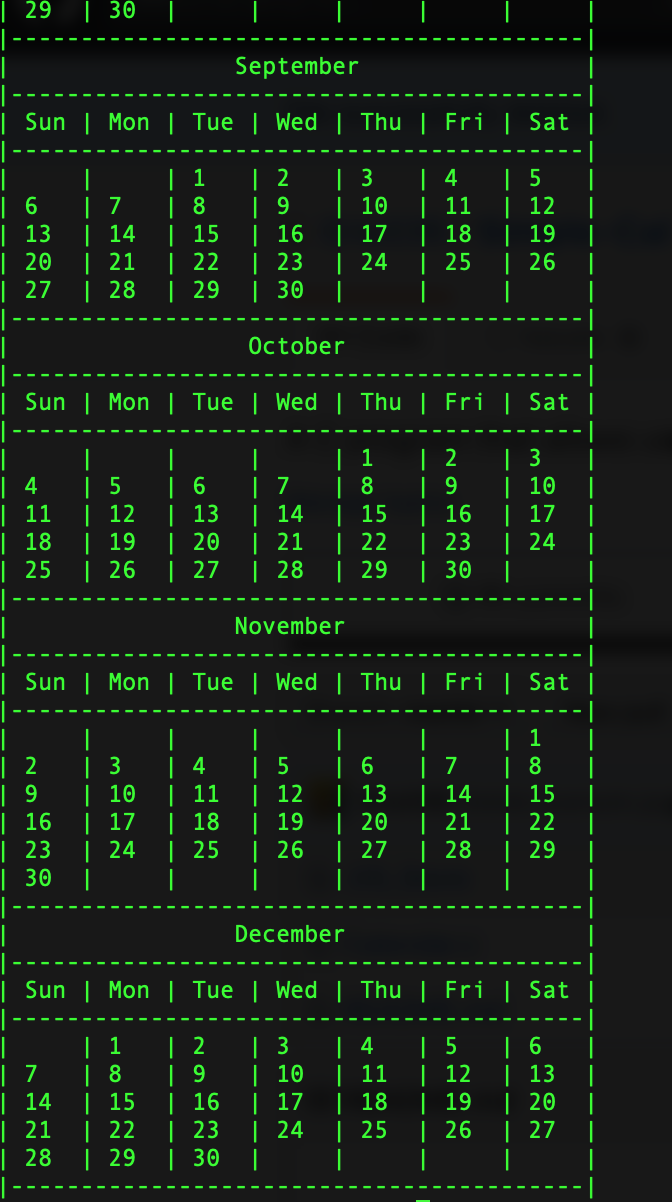 | 29  | 30  |     |     |     |     |     |
|-----------------------------------------|
|                September                |
|-----------------------------------------|
| Sun | Mon | Tue | Wed | Thu | Fri | Sat |
|-----------------------------------------|
|     |     | 1   | 2   | 3   | 4   | 5   |
| 6   | 7   | 8   | 9   | 10  | 11  | 12  |
| 13  | 14  | 15  | 16  | 17  | 18  | 19  |
| 20  | 21  | 22  | 23  | 24  | 25  | 26  |
| 27  | 28  | 29  | 30  |     |     |     |
|-----------------------------------------|
|                 October                 |
|-----------------------------------------|
| Sun | Mon | Tue | Wed | Thu | Fri | Sat |
|-----------------------------------------|
|     |     |     |     | 1   | 2   | 3   |
| 4   | 5   | 6   | 7   | 8   | 9   | 10  |
| 11  | 12  | 13  | 14  | 15  | 16  | 17  |
| 18  | 19  | 20  | 21  | 22  | 23  | 24  |
| 25  | 26  | 27  | 28  | 29  | 30  |     |
|-----------------------------------------|
|                November                 |
|-----------------------------------------|
| Sun | Mon | Tue | Wed | Thu | Fri | Sat |
|-----------------------------------------|
|     |     |     |     |     |     | 1   |
| 2   | 3   | 4   | 5   | 6   | 7   | 8   |
| 9   | 10  | 11  | 12  | 13  | 14  | 15  |
| 16  | 17  | 18  | 19  | 20  | 21  | 22  |
| 23  | 24  | 25  | 26  | 27  | 28  | 29  |
| 30  |     |     |     |     |     |     |
|-----------------------------------------|
|                December                 |
|-----------------------------------------|
| Sun | Mon | Tue | Wed | Thu | Fri | Sat |
|-----------------------------------------|
|     | 1   | 2   | 3   | 4   | 5   | 6   |
| 7   | 8   | 9   | 10  | 11  | 12  | 13  |
| 14  | 15  | 16  | 17  | 18  | 19  | 20  |
| 21  | 22  | 23  | 24  | 25  | 26  | 27  |
| 28  | 29  | 30  |     |     |     |     |
|-----------------------------------------|